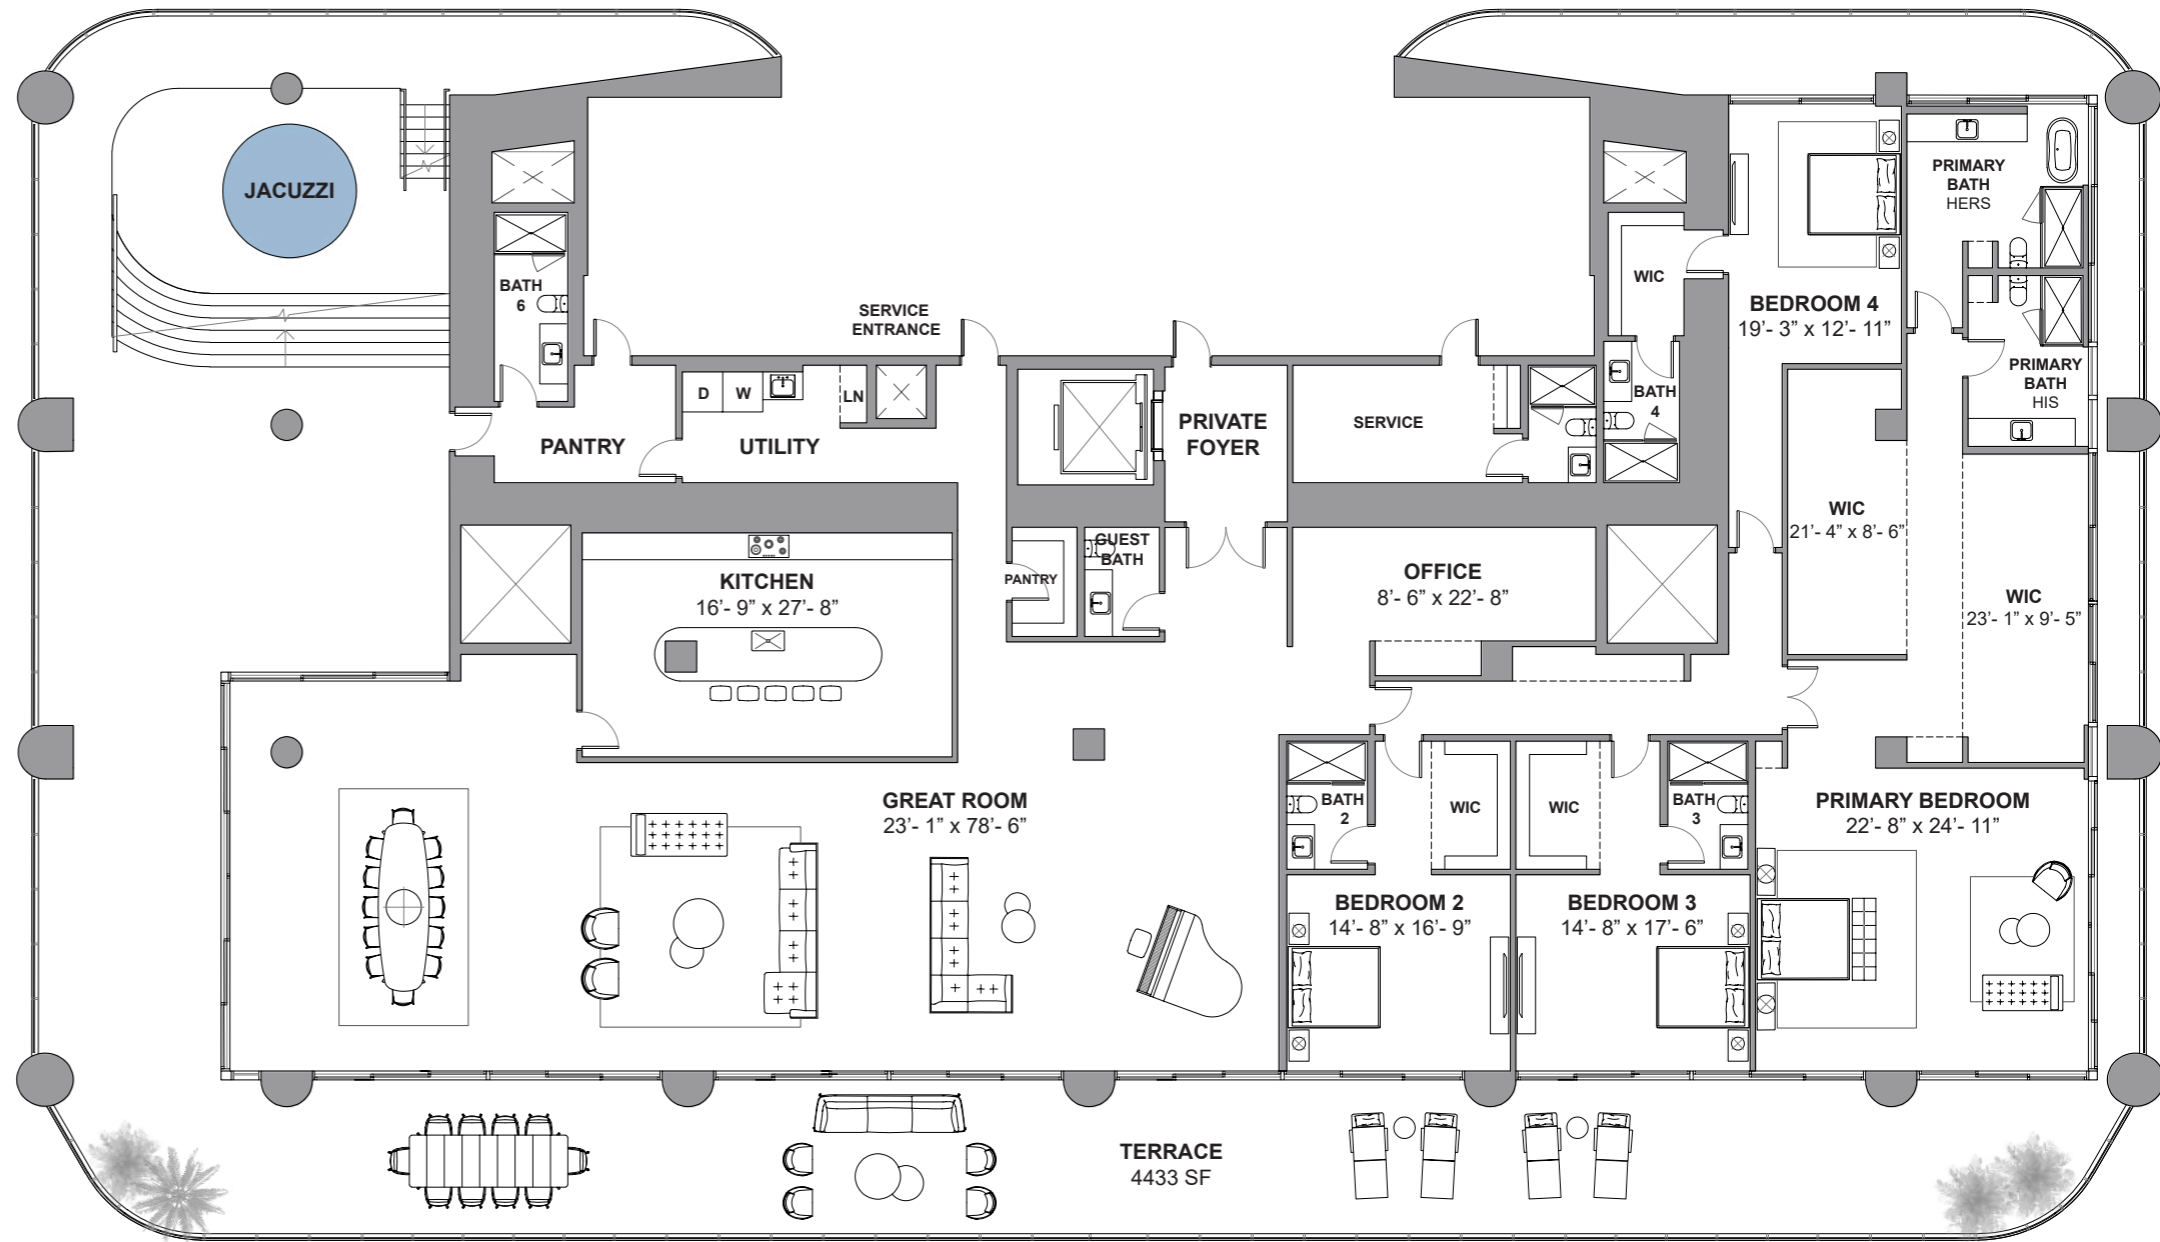 JACUZZI
BATH
6
SERVICE
ENTRANCE
D
W
LN
PANTRY
UTILITY
PRIVATE
FOYER
SERVICE
WIC
BATH
4
BEDROOM 4
19’- 3” x 12’- 11”
PRIMARY
BATH
HERS
PRIMARY
BATH
HIS
WIC
21’- 4” x 8’- 6”
WIC
23’- 1” x 9’- 5”
KITCHEN
16’- 9” x 27’- 8”
PANTRY
GUEST
BATH
OFFICE
8’- 6” x 22’- 8”
GREAT ROOM
23’- 1” x 78’- 6”
BATH
2
WIC
WIC
BATH
3
PRIMARY BEDROOM
22’- 8” x 24’- 11”
BEDROOM 2
14’- 8” x 16’- 9”
BEDROOM 3
14’- 8” x 17’- 6”
TERRACE
4433 SF